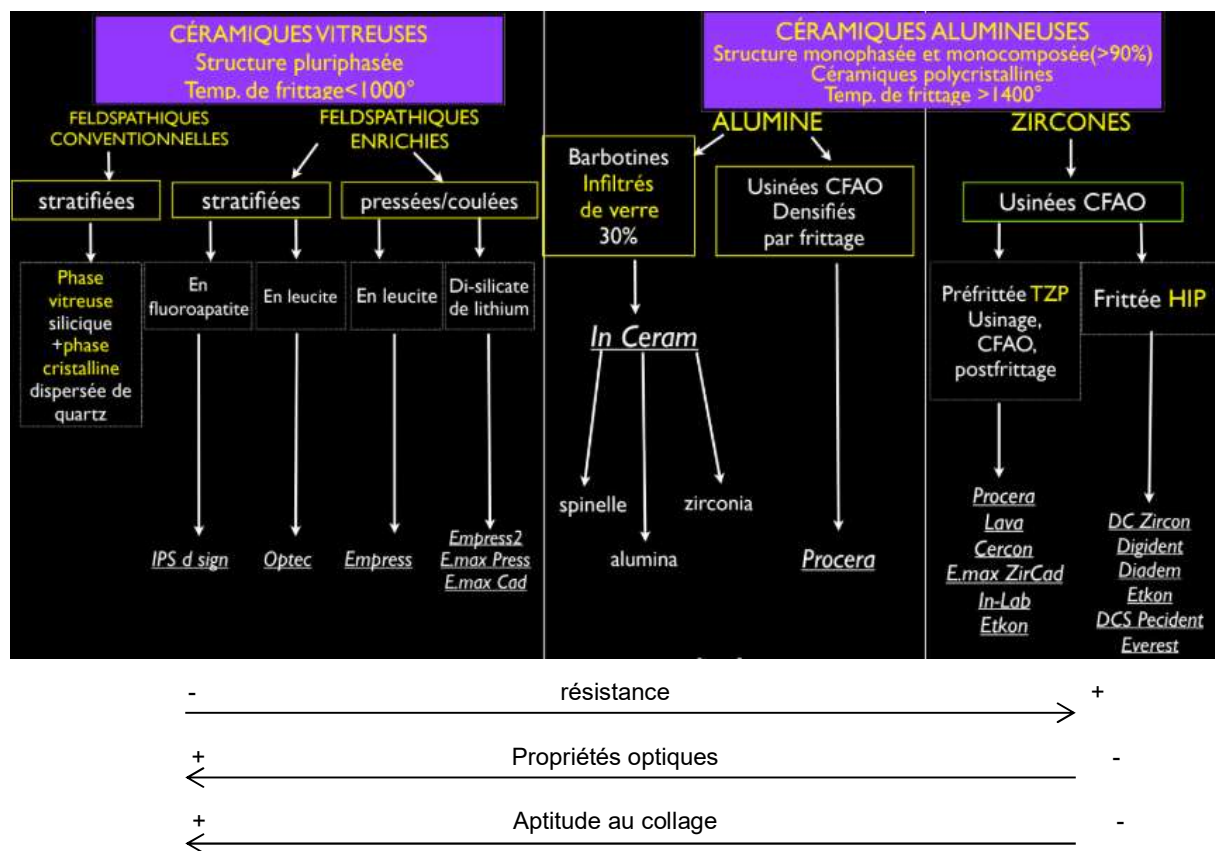 CÉRAMIQUES VITREUSES
Structure pluriphasée
Temp. de frittage<1000°
FELDSPATHIQUES
CONVENTIONNELLES
FELDSPATHIQUES
ENRICHIES
stratifiées
stratifiées
pressées/coulées
Phase
vitreuse
silicique
+phase
cristalline
dispersée de
quartz
En
fluoroapatite
En leucite
En leucite
Di-silicate
de lithium
IPS d sign
Optec
Empress
Empress2
E.max Press
E.max Cad
CÉRAMIQUES ALUMINEUSES
Structure monophasée et monocomposée(>90%)
Céramiques polycristallines
Temp. de frittage >1400°
ALUMINE
Barbotines
Infiltrés
de verre
30%
Usinées CFAO
Densifiés
par frittage
In Ceram
spinelle
alumina
zirconia
Procera
ZIRCONES
Usinées CFAO
Préfrittée TZP
Usinage,
CFAO,
postfrittage
Frittée HIP
Procera
Lava
Cercon
E.max ZirCad
In-Lab
Etkon
DC Zircon
Digident
Diadem
Etkon
DCS Pecident
Everest
- résistance +
+ Propriétés optiques -
+ Aptitude au collage -